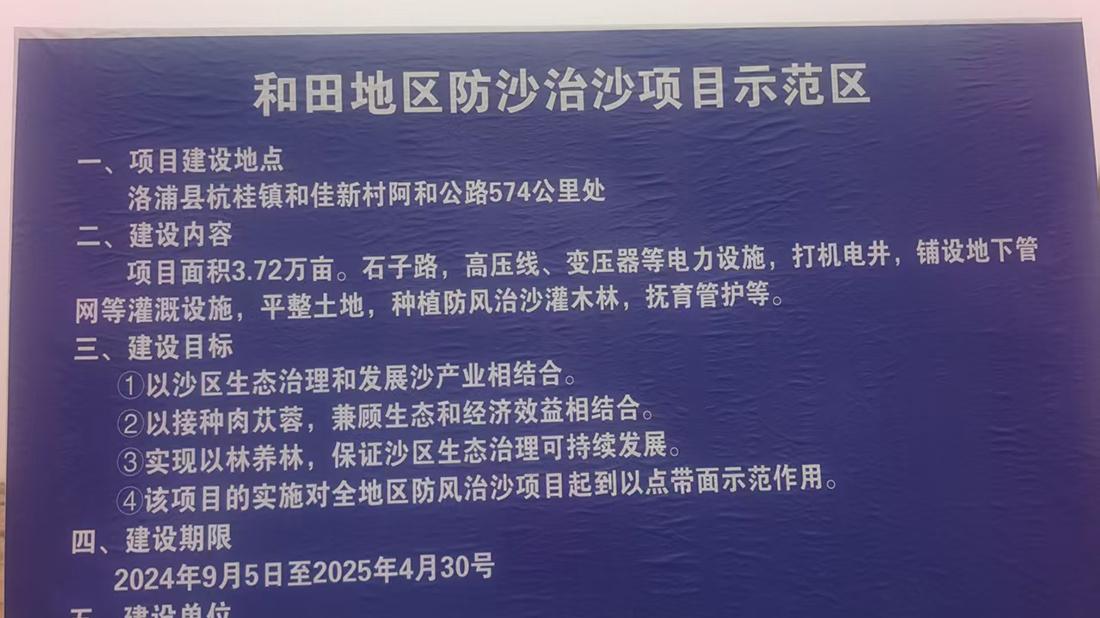 和田地区防沙治沙项目示范区
一、项目建设地点
洛浦县杭桂镇和佳新村阿和公路574公里处
二、建设内容
项目面积3.72万亩。石子路，高压线、变压器等电力设施，打机电井，铺设地下管
网等灌溉设施，平整土地，种植防风治沙灌木林，抚育管护等。
三、建设目标
①以沙区生态治理和发展沙产业相结合。
②以接种肉苁蓉，兼顾生态和经济效益相结合。
③实现以林养林，保证沙区生态治理可持续发展。
④该项目的实施对全地区防风治沙项目起到以点带面示范作用。
四、建设期限
2024年9月5日至2025年4月30号
五、建设单位